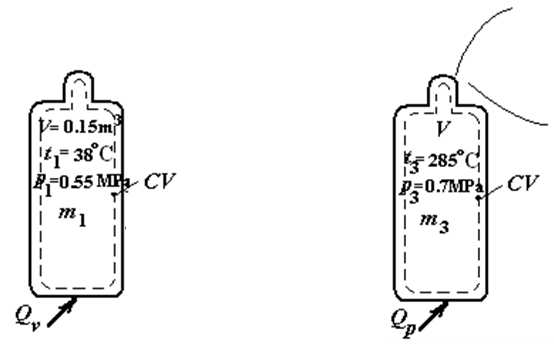 V= 0.15m³
t₁= 38°C
p₁=0.55 MPa
CV
m₁
Qᵥ
V
t₃= 285°C
p₃=0.7MPa
CV
m₃
Qₚ